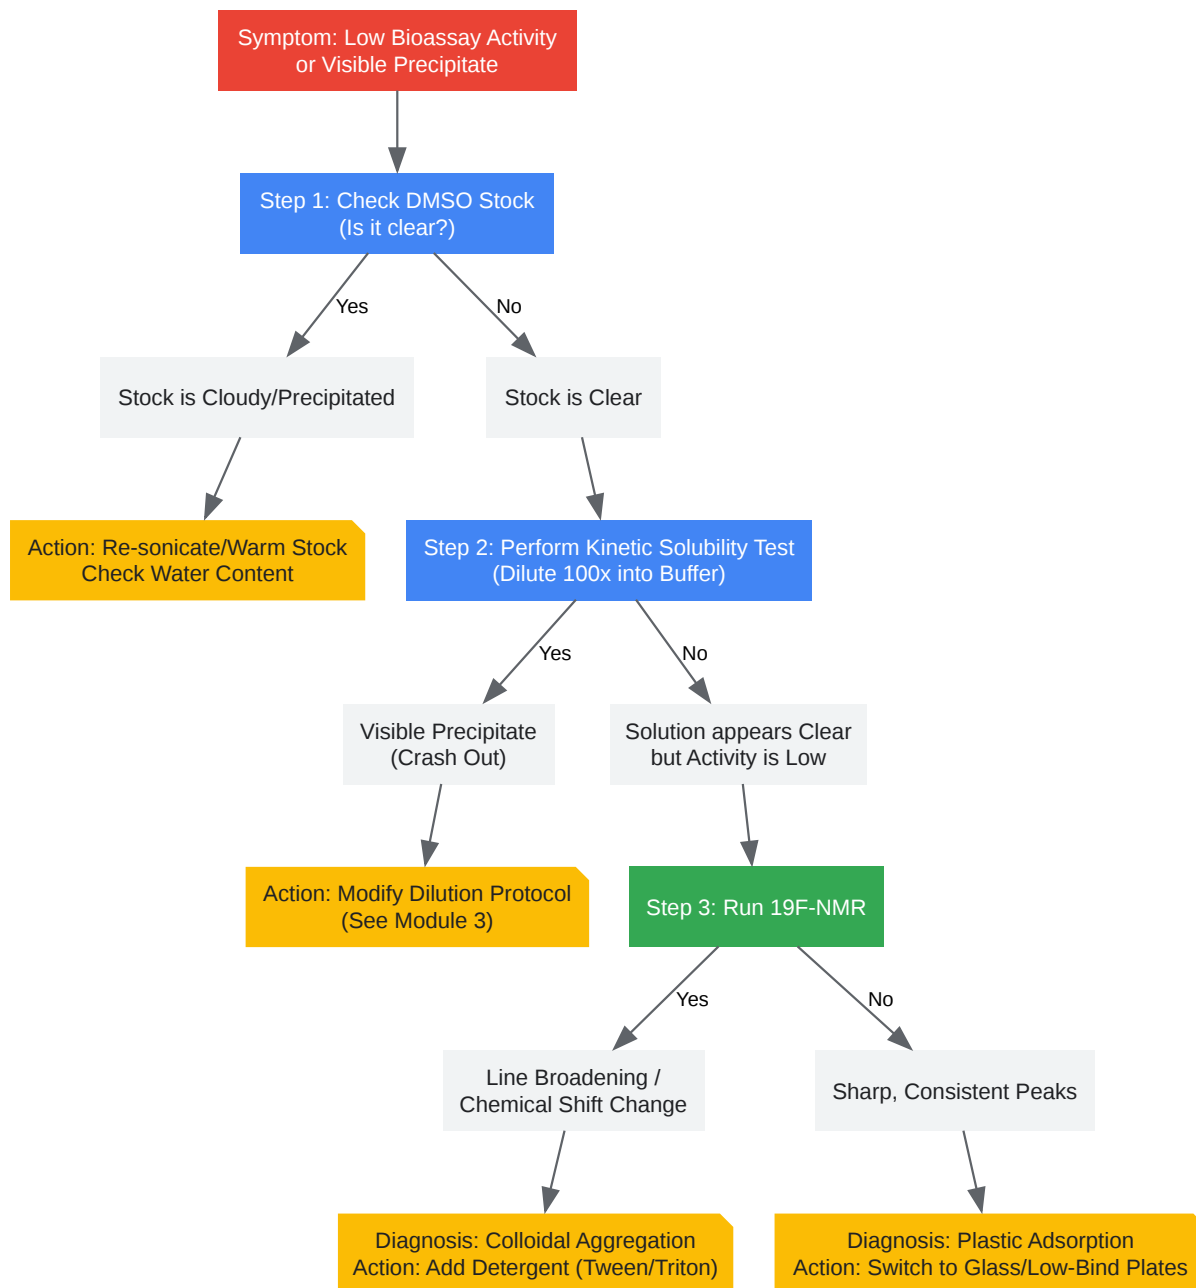 Symptom: Low Bioassay Activity
or Visible Precipitate
Step 1: Check DMSO Stock
(Is it clear?)
Yes
No
Stock is Cloudy/Precipitated
Stock is Clear
Action: Re-sonicate/Warm Stock
Check Water Content
Step 2: Perform Kinetic Solubility Test
(Dilute 100x into Buffer)
Yes
No
Visible Precipitate
(Crash Out)
Solution appears Clear
but Activity is Low
Action: Modify Dilution Protocol
(See Module 3)
Step 3: Run 19F-NMR
Yes
No
Line Broadening /
Chemical Shift Change
Sharp, Consistent Peaks
Diagnosis: Colloidal Aggregation
Action: Add Detergent (Tween/Triton)
Diagnosis: Plastic Adsorption
Action: Switch to Glass/Low-Bind Plates